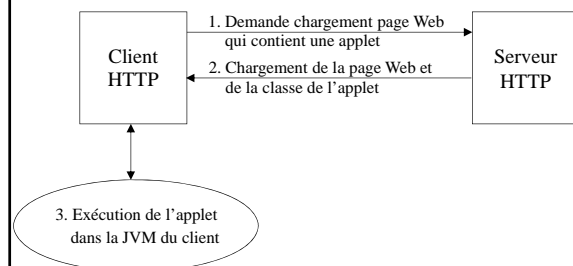 1. Demande chargement page Web
qui contient une applet
Client
HTTP
Serveur
HTTP
2. Chargement de la page Web et
de la classe de l’applet
3. Exécution de l’applet
dans la JVM du client